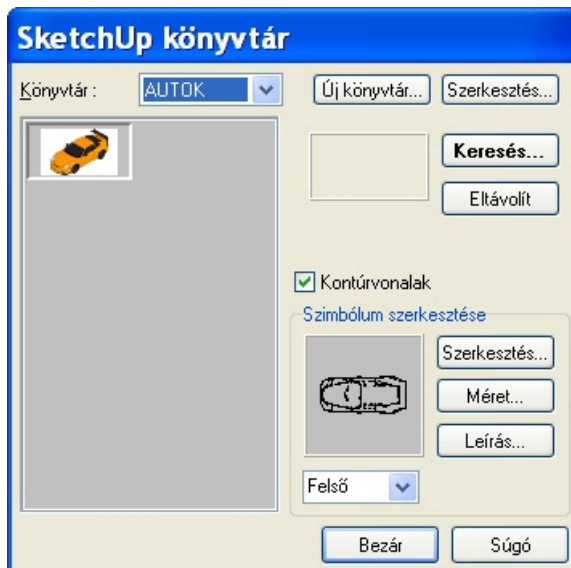 SketchUp könyvtár
Könyvtár : AUTOK Új könyvtár... Szerkesztés...
Keresés...
Eltávolít
Kontúrvonalak
Szimbólum szerkesztése
Szerkesztés...
Méret...
Leírás...
Felső
Bezár Súgó